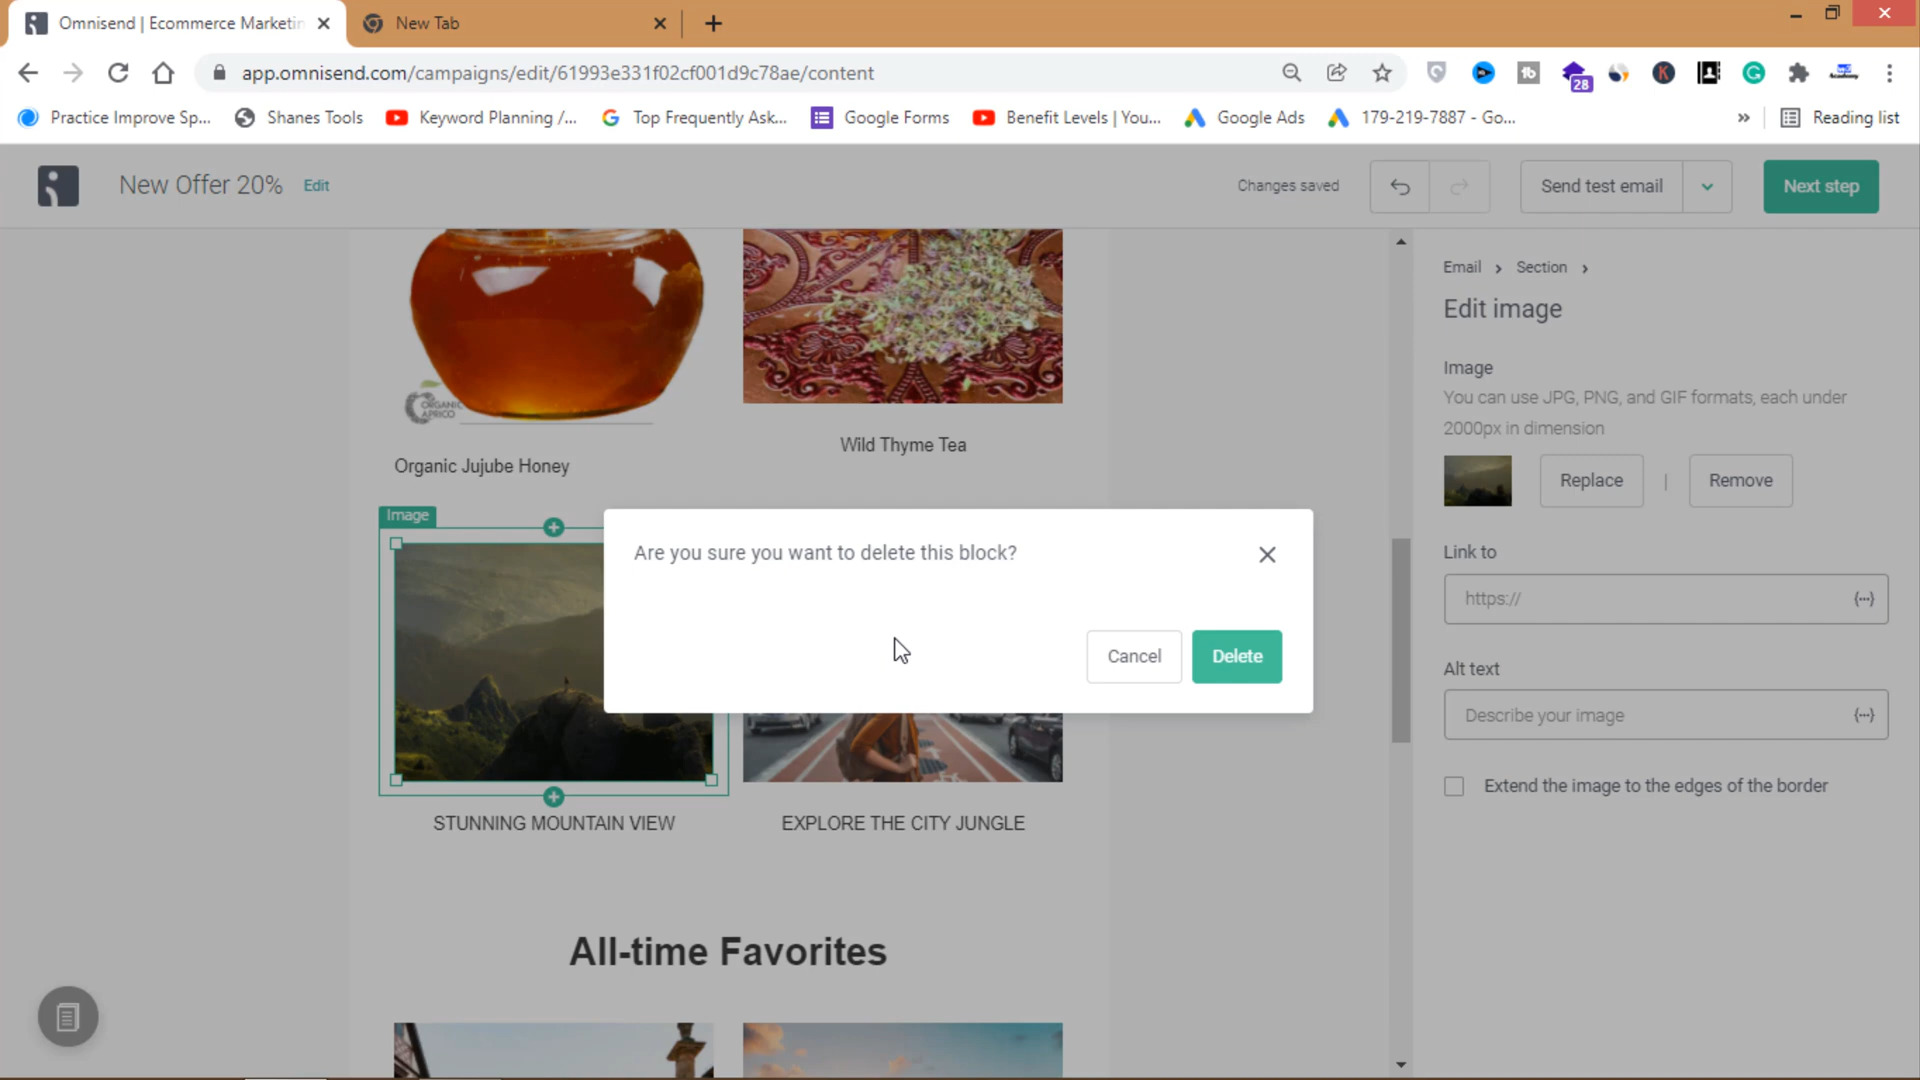 Omnisend | Ecommerce Marketin
New Tab
app.omnisend.com/campaigns/edit/61993e331f02cf001d9c78ae/content
28
Practice Improve Sp...
Shanes Tools
Keyword Planning /...
Top Frequently Ask...
Google Forms
Benefit Levels | You...
Google Ads
179-219-7887 - Go...
»
Reading list
New Offer 20%
Edit
Changes saved
Send test email
Next step
ORGANIC
APRICO
Organic Jujube Honey
Wild Thyme Tea
Image
STUNNING MOUNTAIN VIEW
EXPLORE THE CITY JUNGLE
All-time Favorites
Are you sure you want to delete this block?
Cancel
Delete
Email > Section >
Edit image
Image
You can use JPG, PNG, and GIF formats, each under
2000px in dimension
Replace | Remove
Link to
https://
Alt text
Describe your image
Extend the image to the edges of the border